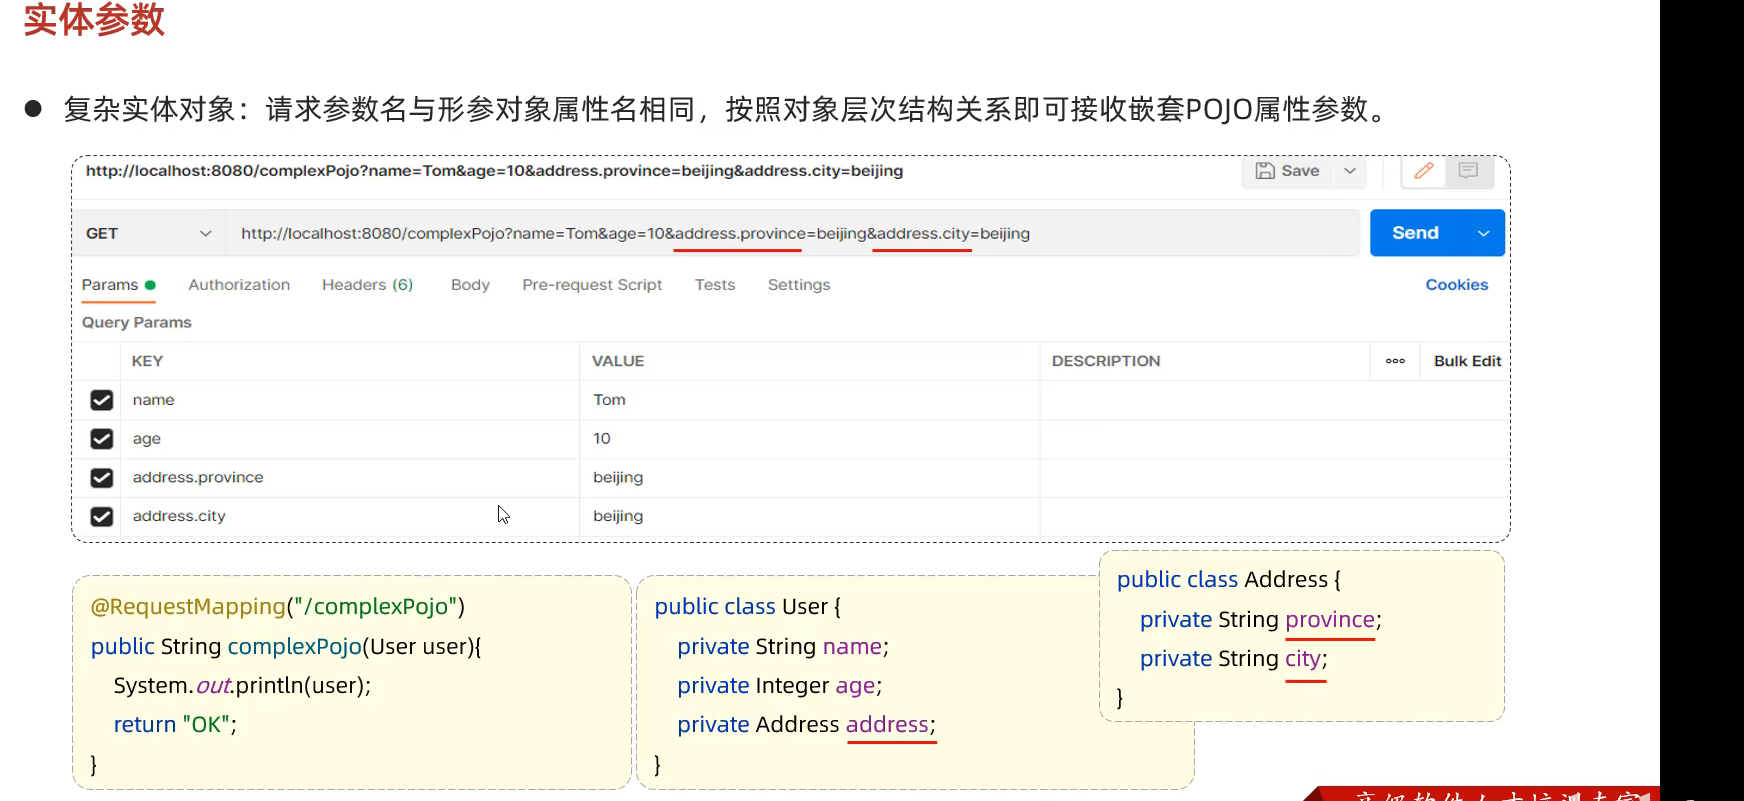 实体参数
● 复杂实体对象：请求参数名与形参对象属性名相同，按照对象层次结构关系即可接收嵌套POJO属性参数。
http://localhost:8080/complexPojo?name=Tom&age=10&address.province=beijing&address.city=beijing
Save
GET http://localhost:8080/complexPojo?name=Tom&age=10&address.province=beijing&address.city=beijing Send
Params Authorization Headers (6) Body Pre-request Script Tests Settings Cookies
Query Params
KEY VALUE DESCRIPTION ooo Bulk Edit
name Tom
age 10
address.province beijing
address.city beijing
@RequestMapping("/complexPojo")
public String complexPojo(User user){
System.out.println(user);
return "OK";
}
public class User {
private String name;
private Integer age;
private Address address;
}
public class Address {
private String province;
private String city;
}